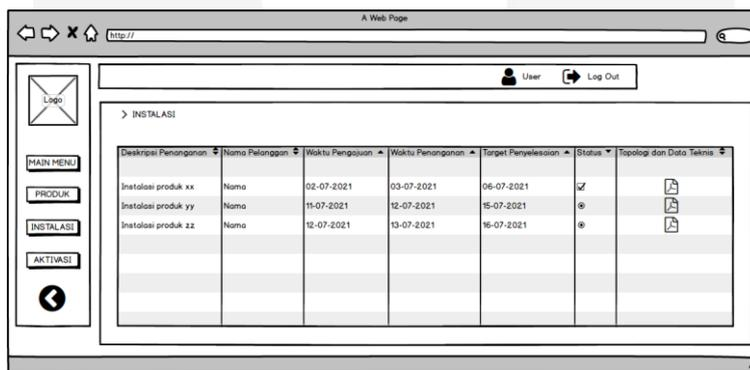 A Web Page
http://
User Log Out
Logo
> INSTALASI
MAIN MENU
PRODUK
INSTALASI
AKTIVASI
Deskripsi Penanganan Nama Pelanggan Waktu Pengajuan Waktu Penanganan Target Penyelesaian Status Topologi dan Data Teknis
Instalasi produk xx Nama 02-07-2021 03-07-2021 06-07-2021
Instalasi produk yy Nama 11-07-2021 12-07-2021 15-07-2021
Instalasi produk zz Nama 12-07-2021 13-07-2021 16-07-2021